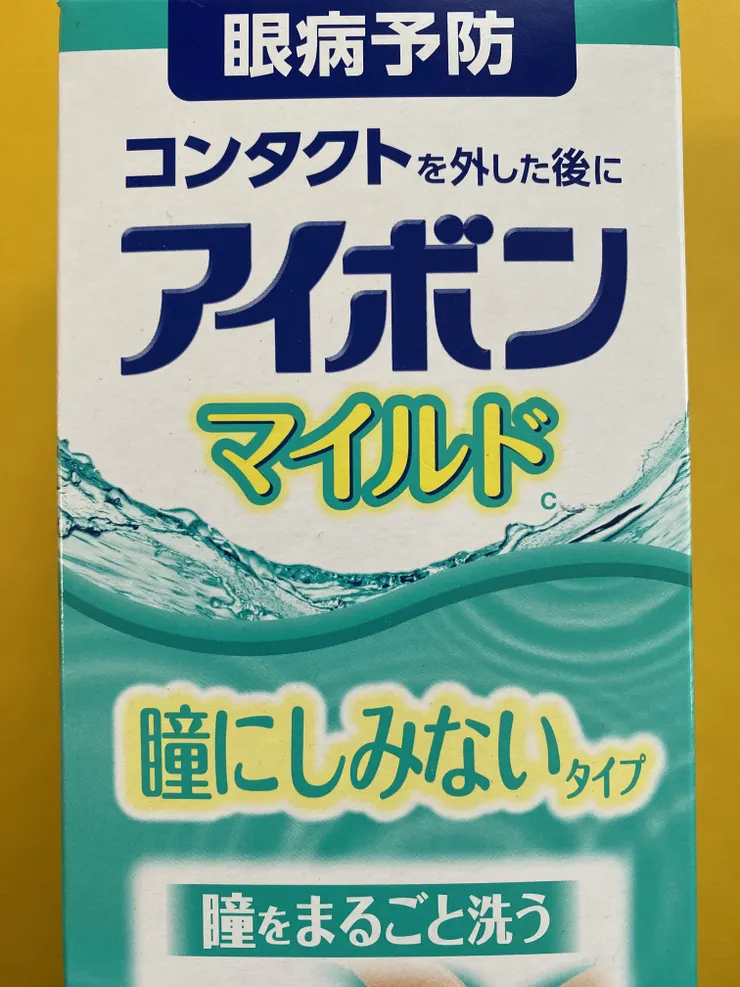 眼病予防
コンタクトを外した後に
アイボン
マイルド
c
瞳にしみないタイプ
瞳をまるごと洗う